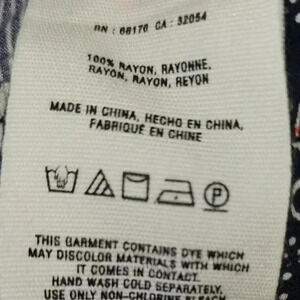 RN : 66170 CA : 32054
100% RAYON, RAYONNE,
RAYON, RAYON, REYON
MADE IN CHINA, HECHO EN CHINA,
FABRIQUE EN CHINE
P
THIS GARMENT CONTAINS DYE WHICH
MAY DISCOLOR MATERIALS WITH WHICH
IT COMES IN CONTACT.
HAND WASH COLD SEPARATELY.
USE ONLY NON-CHLORINE BLEACH